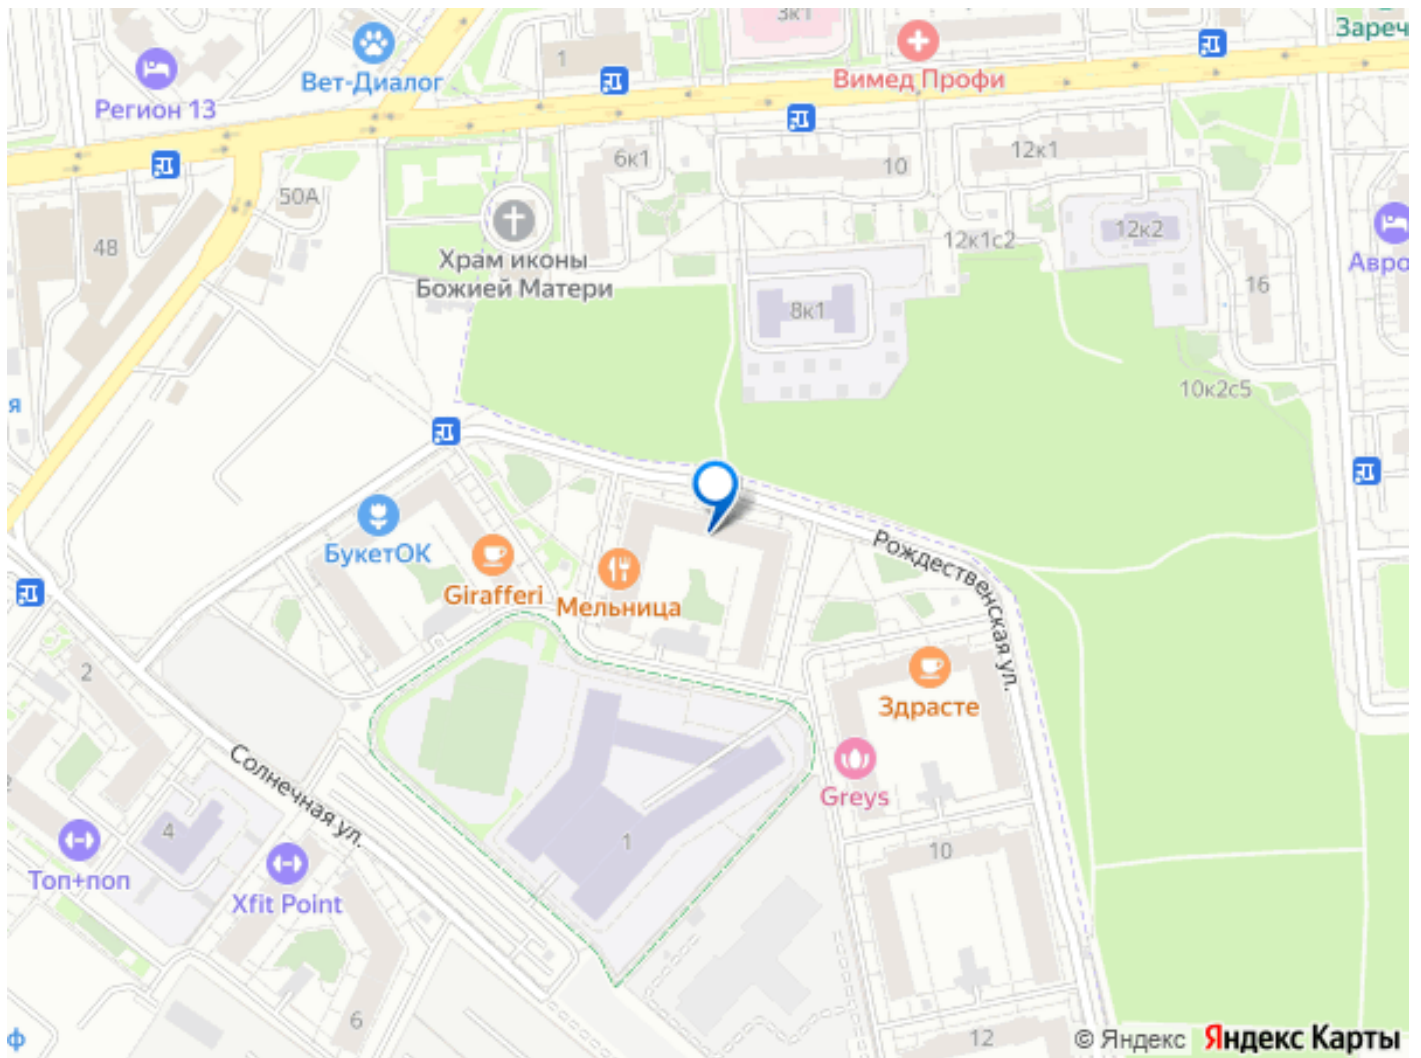 3к1
Зареч
1
Вет-Диалог
Вимед Профи
Регион 13
6к1
10
12к1
50А
48
12к2
12к1с2
Храм иконы
Божией Матери
Авро
16
8к1
10к2с5
я
БукетОК
Girafferi
Мельница
Рождественская ул.
2
Здрасте
Солнечная ул.
Greys
4
1
10
Топ+поп
Xfit Point
6
12
ф
© Яндекс Яндекс Карты